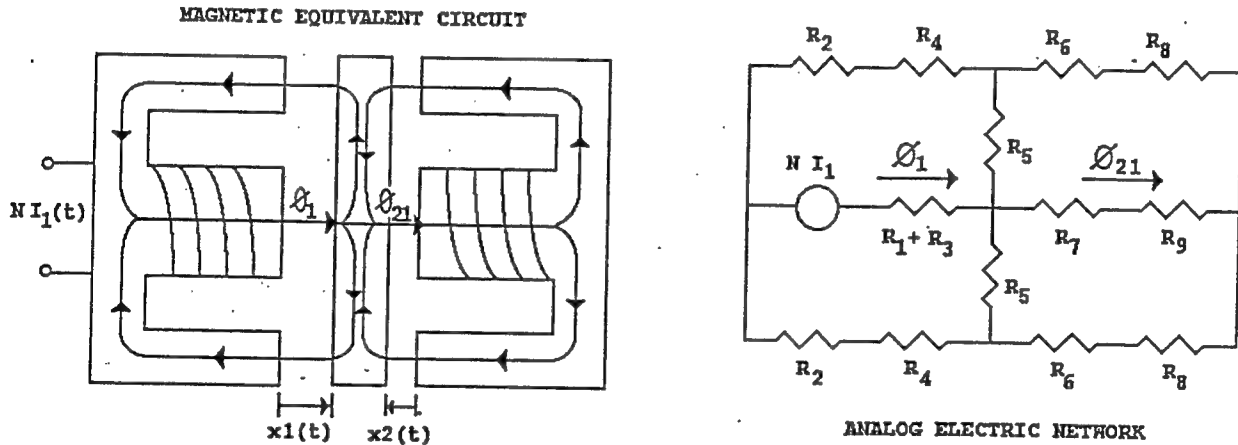 MAGNETIC EQUIVALENT CIRCUIT
N I₁(t)
Ø₁
Ø₂₁
x1(t)
x2(t)
R₂
R₄
R₆
R₈
R₅
N I₁
Ø₁
Ø₂₁
R₁+ R₃
R₇
R₉
R₅
R₂
R₄
R₆
R₈
ANALOG ELECTRIC NETWORK